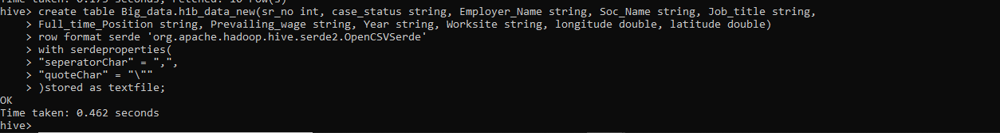 Time taken: 0.175 seconds, Fetched: 10 row(s)
hive> create table Big_data.h1b_data_new(sr_no int, case_status string, Employer_Name string, Soc_Name string, Job_title string,
    > Full_time_Position string, Prevailing_wage string, Year string, Worksite string, longitude double, latitude double)
    > row format serde 'org.apache.hadoop.hive.serde2.OpenCSVSerde'
    > with serdeproperties(
    > "seperatorChar" = ",",
    > "quoteChar" = "\""
    > )stored as textfile;
OK
Time taken: 0.462 seconds
hive>